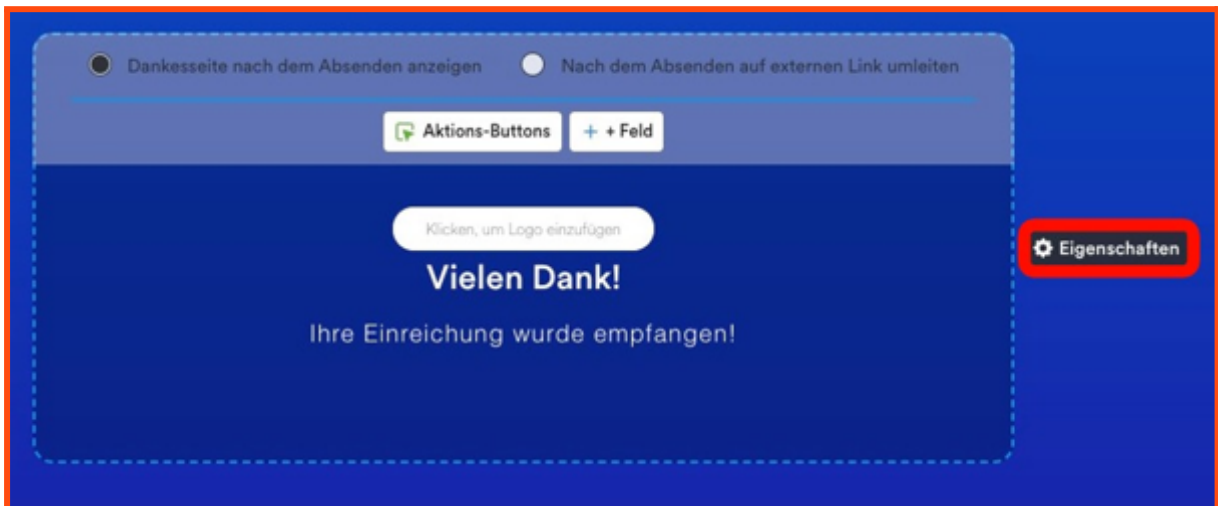 Dankesseite nach dem Absenden anzeigen Nach dem Absenden auf externen Link umleiten
Aktions-Buttons + + Feld
Klicken, um Logo einzufügen
Vielen Dank!
Ihre Einreichung wurde empfangen!
Eigenschaften